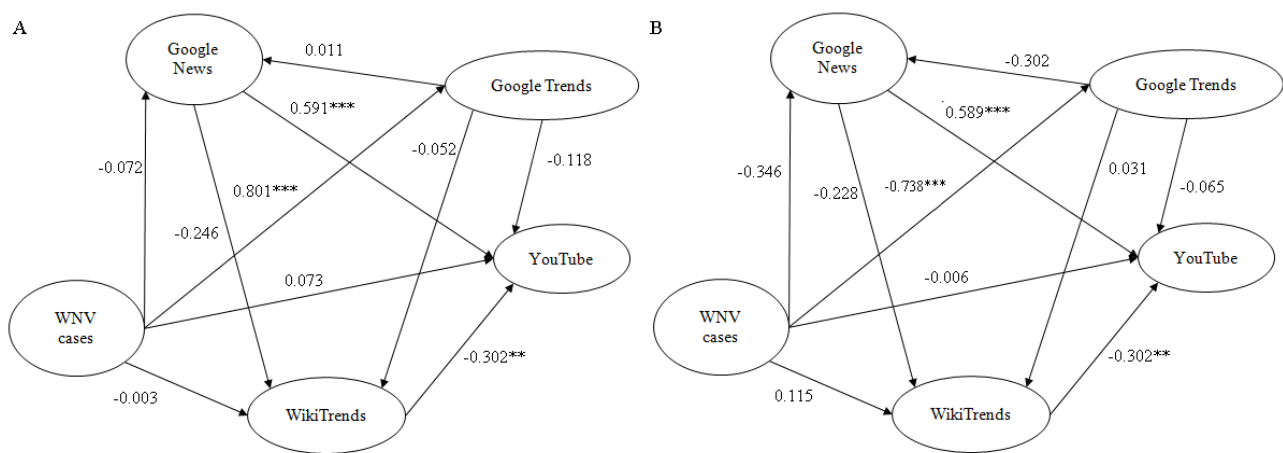 A
Google
News
0.011
Google Trends
0.591***
-0.052
-0.118
-0.072
0.801***
-0.246
YouTube
0.073
WNV
cases
-0.302**
-0.003
WikiTrends
B
Google
News
-0.302
Google Trends
0.589***
0.031
-0.065
-0.346
-0.738***
-0.228
YouTube
-0.006
WNV
cases
-0.302**
0.115
WikiTrends